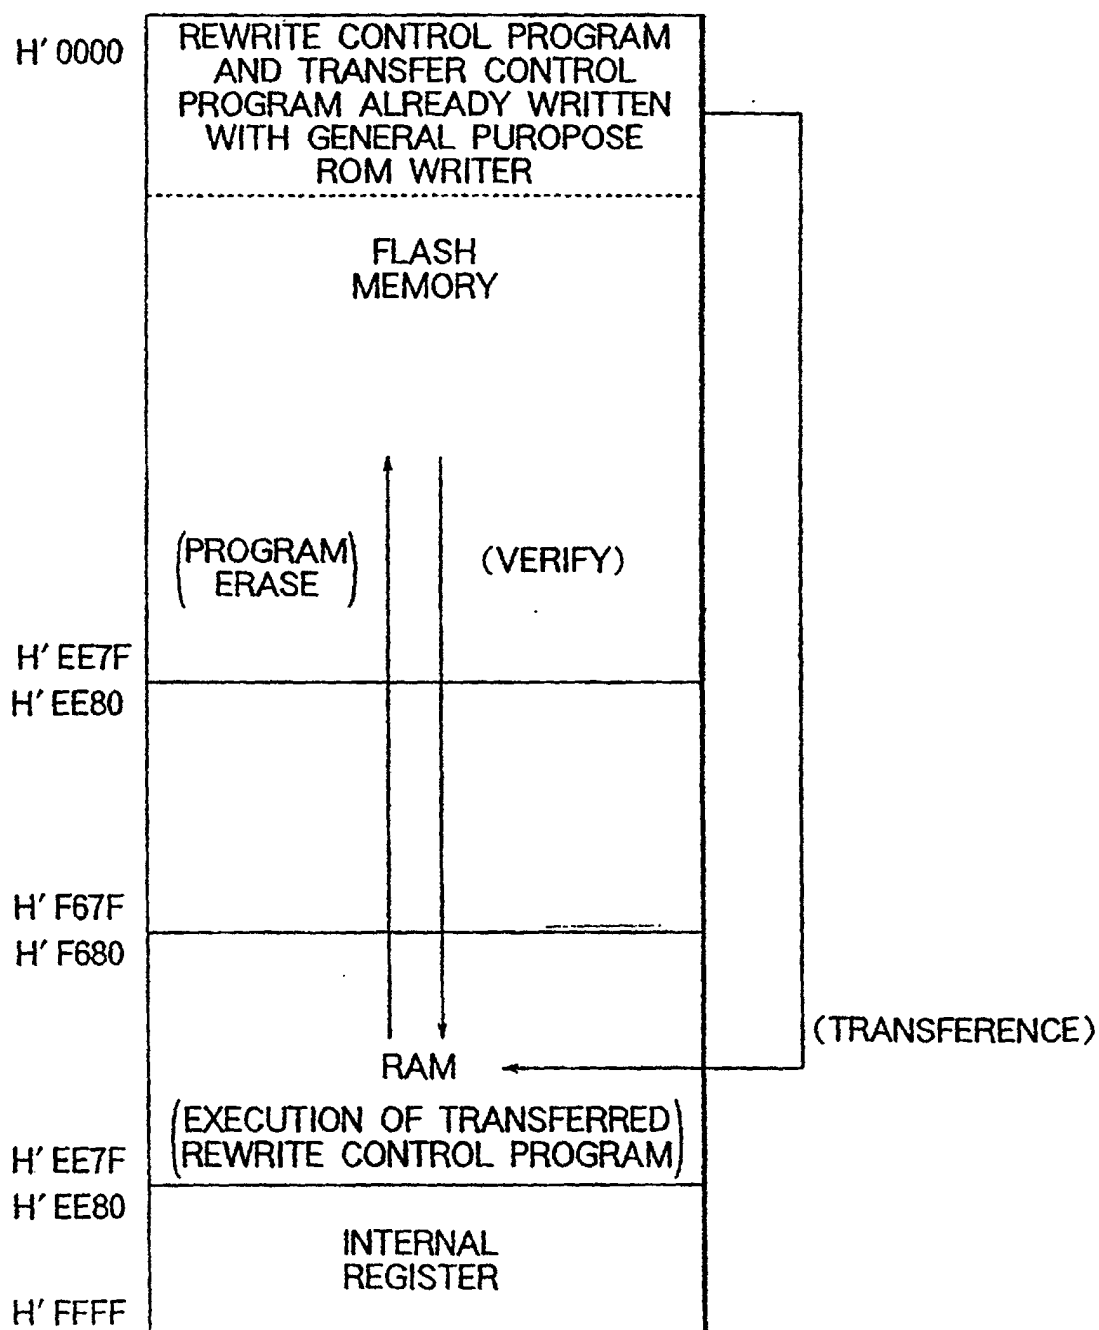 H' 0000
REWRITE CONTROL PROGRAM
AND TRANSFER CONTROL
PROGRAM ALREADY WRITTEN
WITH GENERAL PUROPOSE
ROM WRITER
FLASH
MEMORY
(PROGRAM
ERASE)
(VERIFY)
H' EE7F
H' EE80
H' F67F
H' F680
(TRANSFERENCE)
RAM
(EXECUTION OF TRANSFERRED
REWRITE CONTROL PROGRAM)
H' EE7F
H' EE80
INTERNAL
REGISTER
H' FFFF